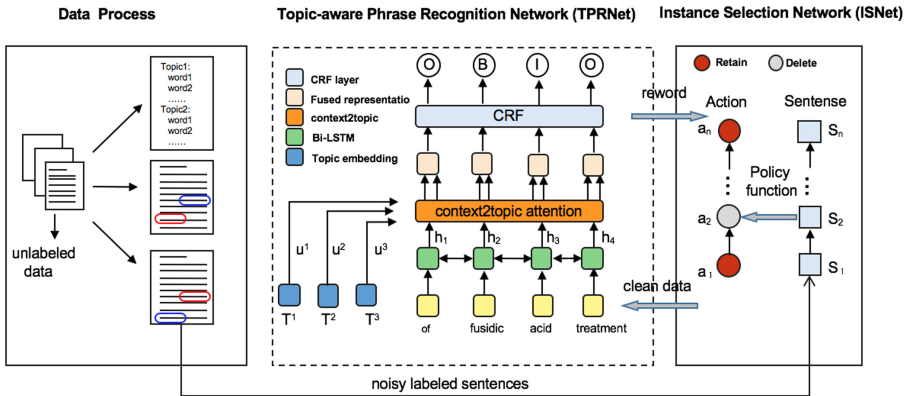 Data Process
Topic-aware Phrase Recognition Network (TPRNet)
Instance Selection Network (ISNet)
Topic1:
word1
word2
......
Topic2:
word1
word2
......
unlabeled
data
CRF layer
Fused representatio
context2topic
Bi-LSTM
Topic embedding
O B I O
CRF
context2topic attention
u¹ u² u³
h₁ h₂ h₃ h₄
T¹ T² T³
of fusidic acid treatment
reword
clean data
Retain Delete
Action Sentense
aₙ Sₙ
Policy
function
a₂ S₂
a₁ S₁
noisy labeled sentences